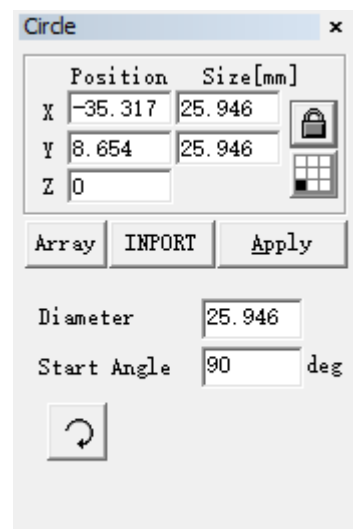 Circle x
Position Size[mm]
X -35.317 25.946
Y 8.654 25.946
Z 0
Array INPORT Apply
Diameter 25.946
Start Angle 90 deg